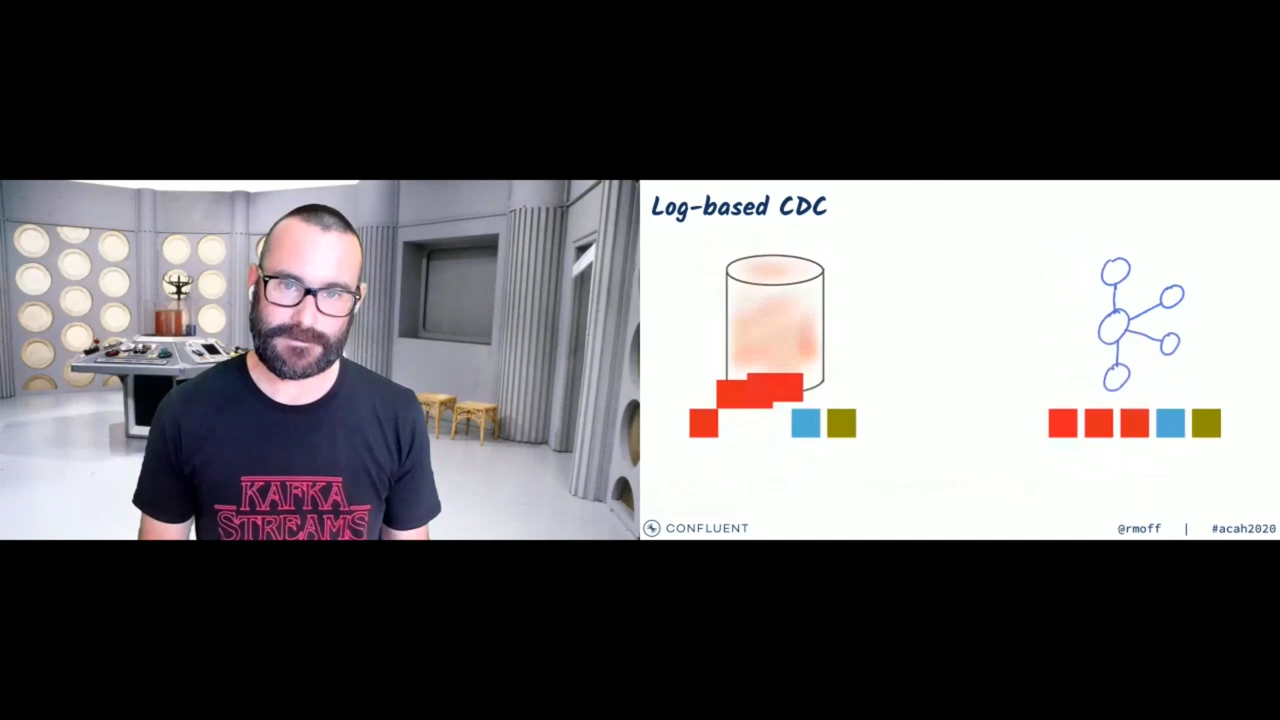 KAFKA
STREAMS
Log-based CDC
CONFLUENT
@rmoff | #acah2020